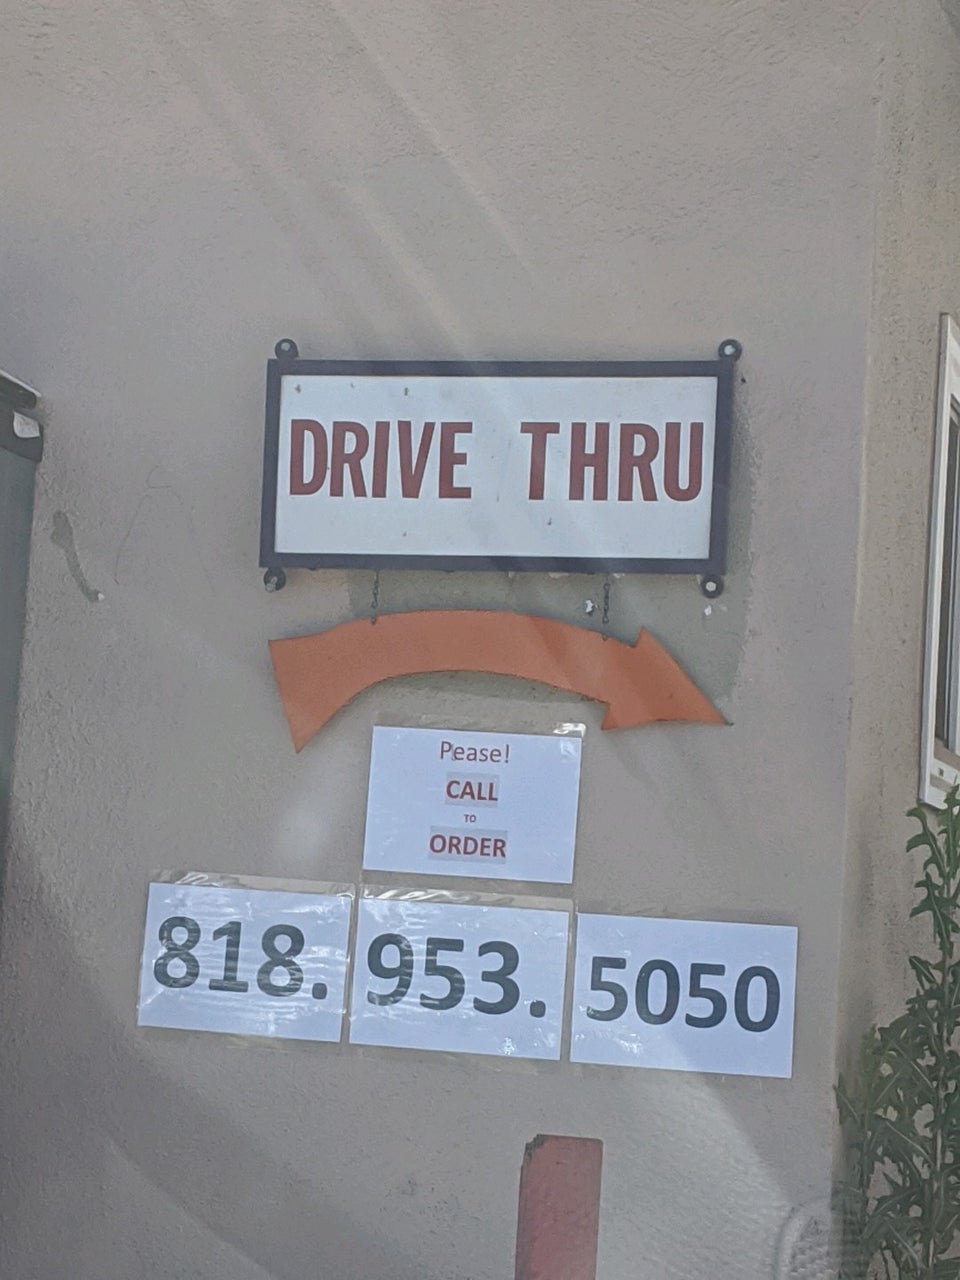 DRIVE THRU
Pease!
CALL
TO
ORDER
818. 953. 5050